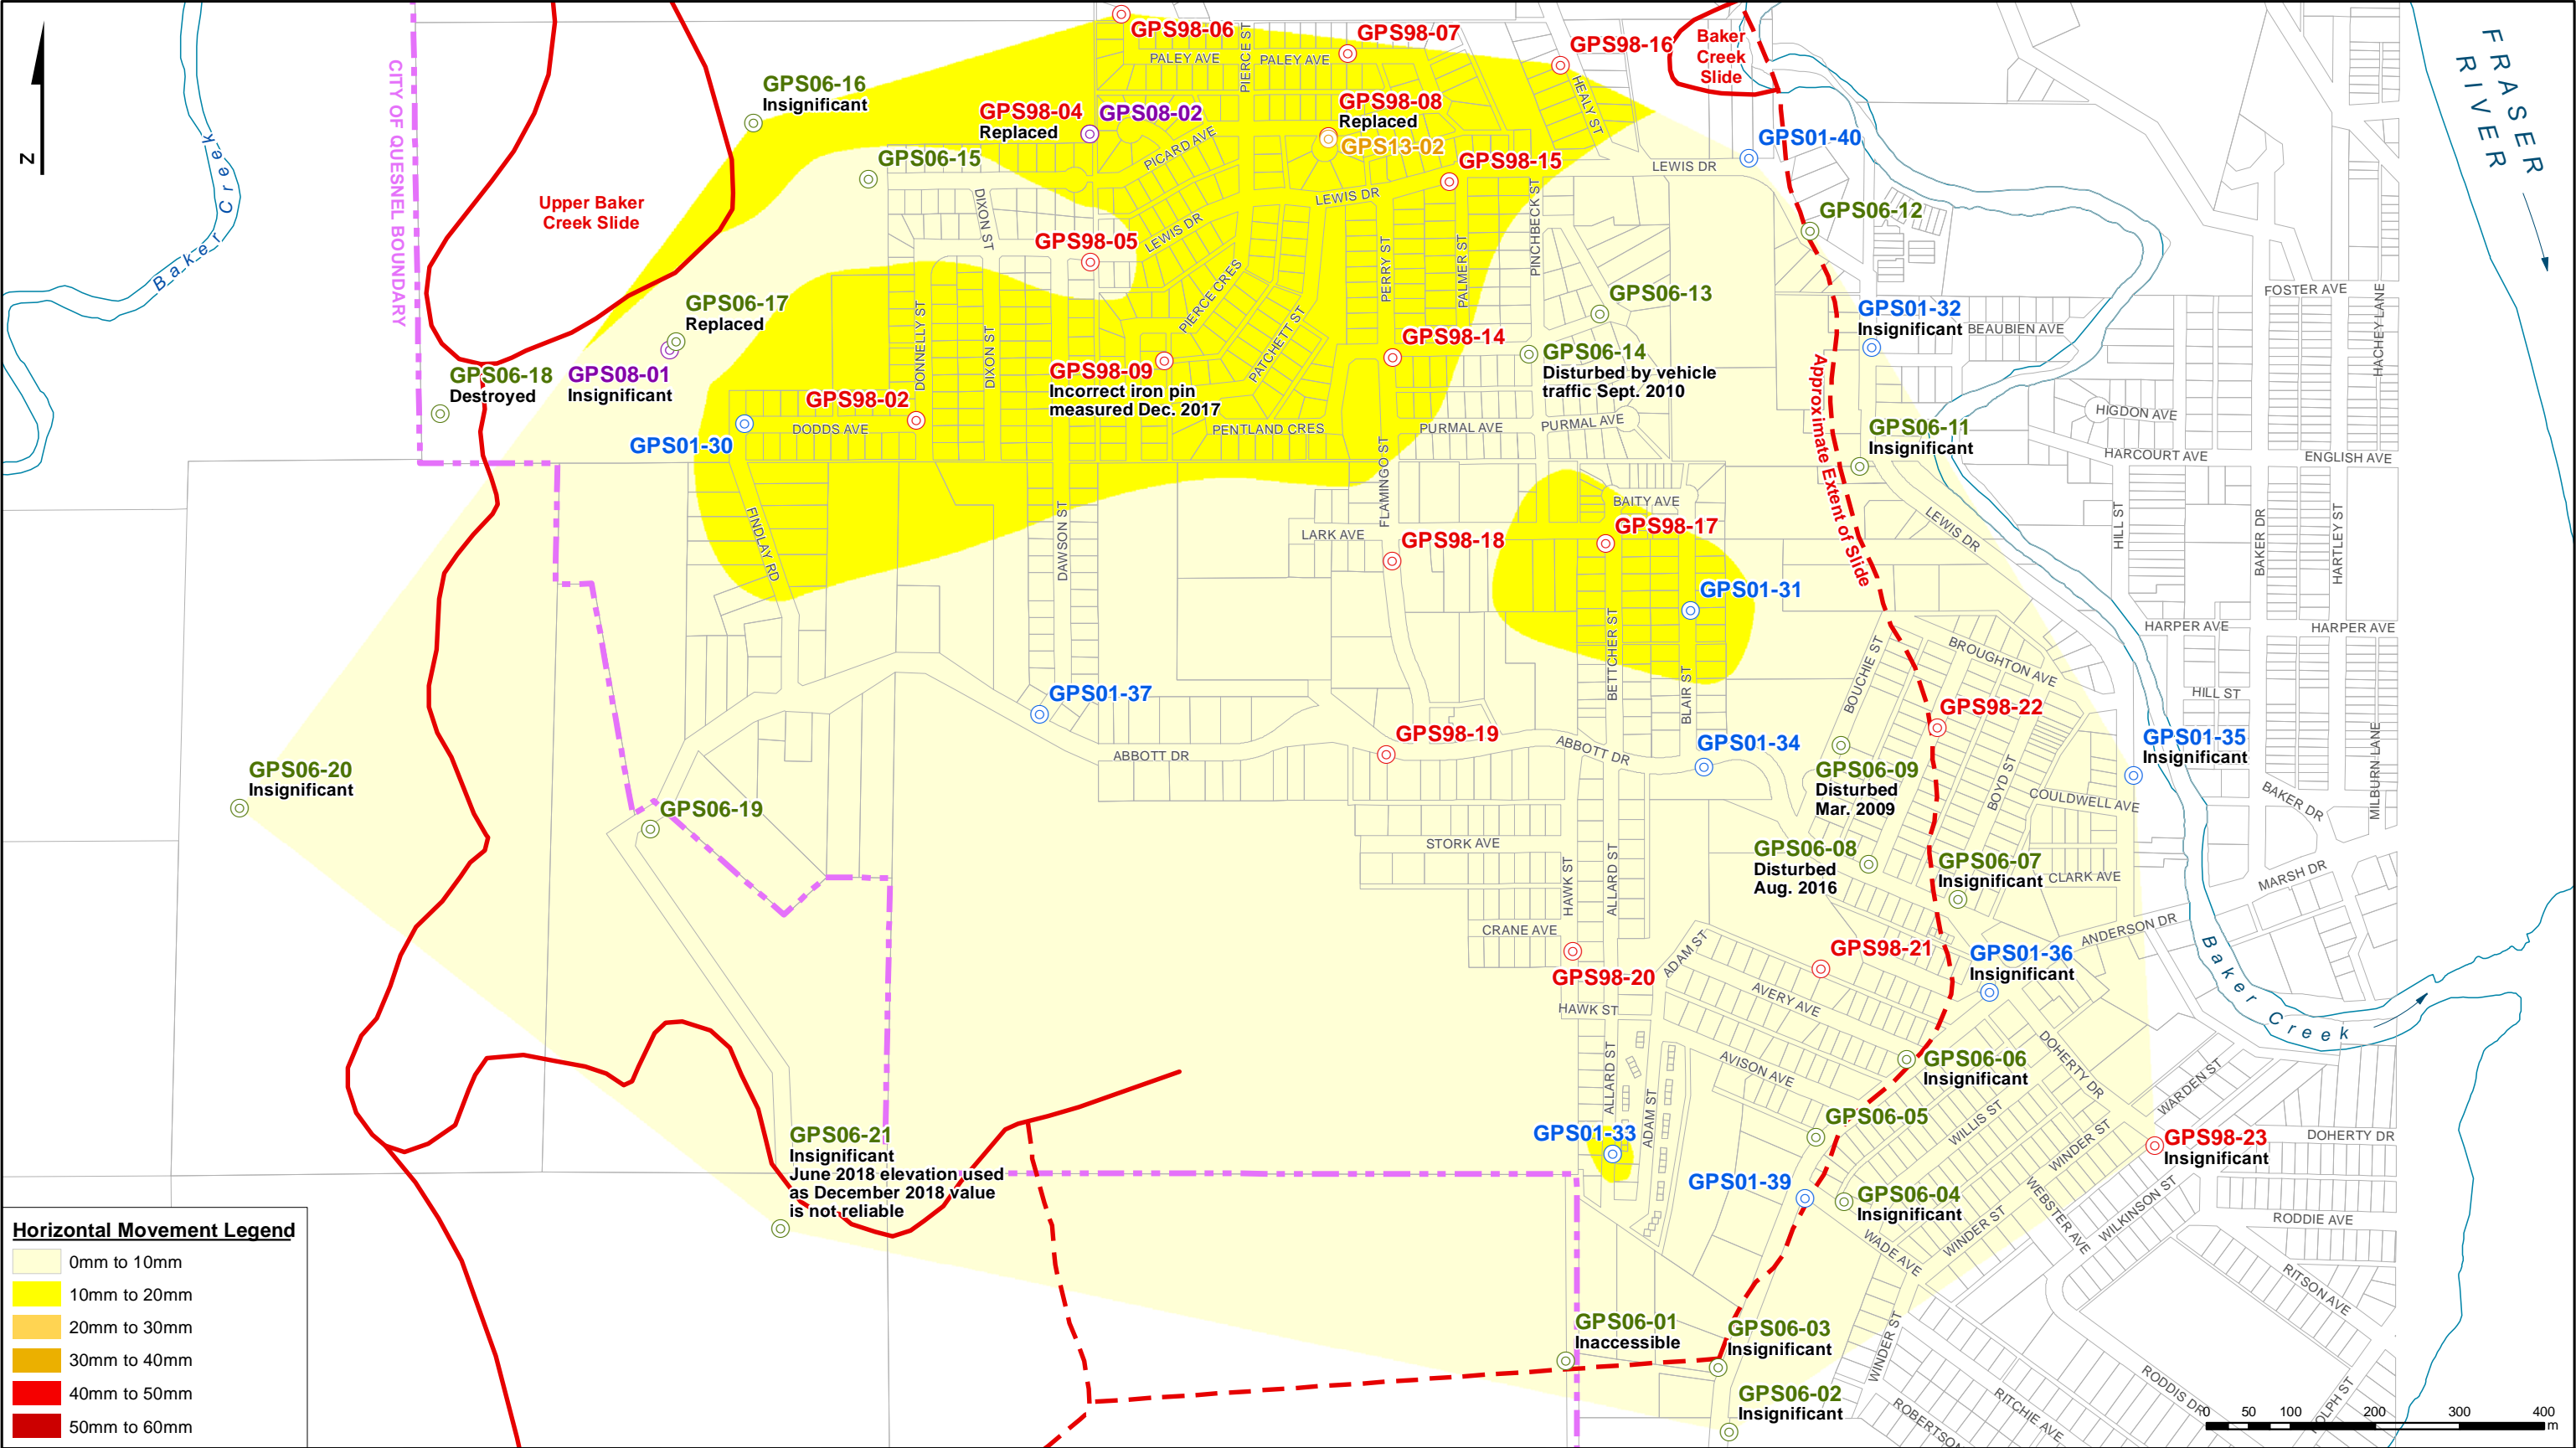 GPS98-06
PALEY AVE
PIERCE ST
PALEY AVE
GPS98-07
GPS98-16
HEALY ST
Baker
Creek
Slide
FRASER
RIVER
N
CITY OF QUESNEL BOUNDARY
Baker Creek
GPS06-16
Insignificant
GPS98-04
Replaced
GPS08-02
PICARD AVE
GPS98-08
Replaced
GPS13-02
GPS01-40
GPS06-15
GPS98-15
LEWIS DR
LEWIS DR
Upper Baker
Creek Slide
DIXON ST
LEWIS DR
PINCHBECK ST
GPS06-12
GPS98-05
PIERCE CRES
PERRY ST
PALMER ST
GPS06-13
GPS06-17
Replaced
DONNELLY ST
DIXON ST
PATCHETT ST
GPS01-32
Insignificant
BEAUBIEN AVE
FOSTER AVE
HACHEY LANE
GPS98-14
GPS06-14
Disturbed by vehicle
traffic Sept. 2010
Approximate Extent of Slide
GPS06-18
Destroyed
GPS08-01
Insignificant
GPS98-09
Incorrect iron pin
measured Dec. 2017
GPS98-02
DODDS AVE
PENTLAND CRES
PURMAL AVE
PURMAL AVE
HIGDON AVE
GPS01-30
GPS06-11
Insignificant
HARCOURT AVE
ENGLISH AVE
FLAMINGO ST
FINDLAY RD
DAWSON ST
BAITY AVE
LEWIS DR
HILL ST
BAKER DR
HARTLEY ST
LARK AVE
GPS98-18
GPS98-17
GPS01-31
BETTCHER ST
BLAIR ST
BOUCHIE ST
BROUGHTON AVE
HARPER AVE
HARPER AVE
GPS01-37
HILL ST
GPS98-22
GPS98-19
ABBOTT DR
ABBOTT DR
GPS01-34
GPS01-35
Insignificant
MILBURN LANE
GPS06-20
Insignificant
GPS06-09
Disturbed
Mar. 2009
BOYD ST
COULDWELL AVE
BAKER DR
GPS06-19
STORK AVE
HAWK ST
ALLARD ST
GPS06-08
Disturbed
Aug. 2016
GPS06-07
Insignificant
CLARK AVE
MARSH DR
CRANE AVE
GPS98-20
ADAM ST
GPS98-21
GPS01-36
Insignificant
ANDERSON DR
Baker Creek
AVERY AVE
HAWK ST
AVISON AVE
GPS06-06
Insignificant
DOHERTY DR
WARDEN ST
ALLARD ST
ADAM ST
GPS06-05
WILLIS ST
WINDER ST
GPS01-33
GPS98-23
Insignificant
DOHERTY DR
GPS06-21
Insignificant
June 2018 elevation used
as December 2018 value
is not reliable
GPS01-39
GPS06-04
Insignificant
WADE AVE
WINDER ST
WEBSTER AVE
WILKINSON ST
RODDIE AVE
RITSON AVE
Horizontal Movement Legend
0mm to 10mm
10mm to 20mm
20mm to 30mm
30mm to 40mm
40mm to 50mm
50mm to 60mm
GPS06-01
Inaccessible
GPS06-03
Insignificant
WINDER ST
GPS06-02
Insignificant
RODDIS DR
RITCHIE AVE
ROBERTSON
0 50 100 200 300 400
m